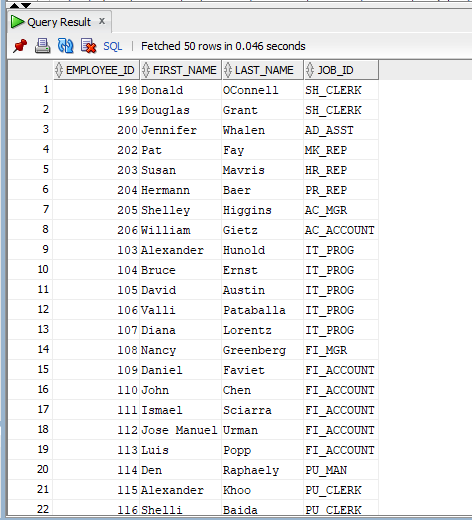 Query Result x
SQL | Fetched 50 rows in 0.046 seconds
EMPLOYEE_ID FIRST_NAME LAST_NAME JOB_ID
1 198 Donald OConnell SH_CLERK
2 199 Douglas Grant SH_CLERK
3 200 Jennifer Whalen AD_ASST
4 202 Pat Fay MK_REP
5 203 Susan Mavris HR_REP
6 204 Hermann Baer PR_REP
7 205 Shelley Higgins AC_MGR
8 206 William Gietz AC_ACCOUNT
9 103 Alexander Hunold IT_PROG
10 104 Bruce Ernst IT_PROG
11 105 David Austin IT_PROG
12 106 Valli Pataballa IT_PROG
13 107 Diana Lorentz IT_PROG
14 108 Nancy Greenberg FI_MGR
15 109 Daniel Faviet FI_ACCOUNT
16 110 John Chen FI_ACCOUNT
17 111 Ismael Sciarra FI_ACCOUNT
18 112 Jose Manuel Urman FI_ACCOUNT
19 113 Luis Popp FI_ACCOUNT
20 114 Den Raphaely PU_MAN
21 115 Alexander Khoo PU_CLERK
22 116 Shelli Baida PU_CLERK